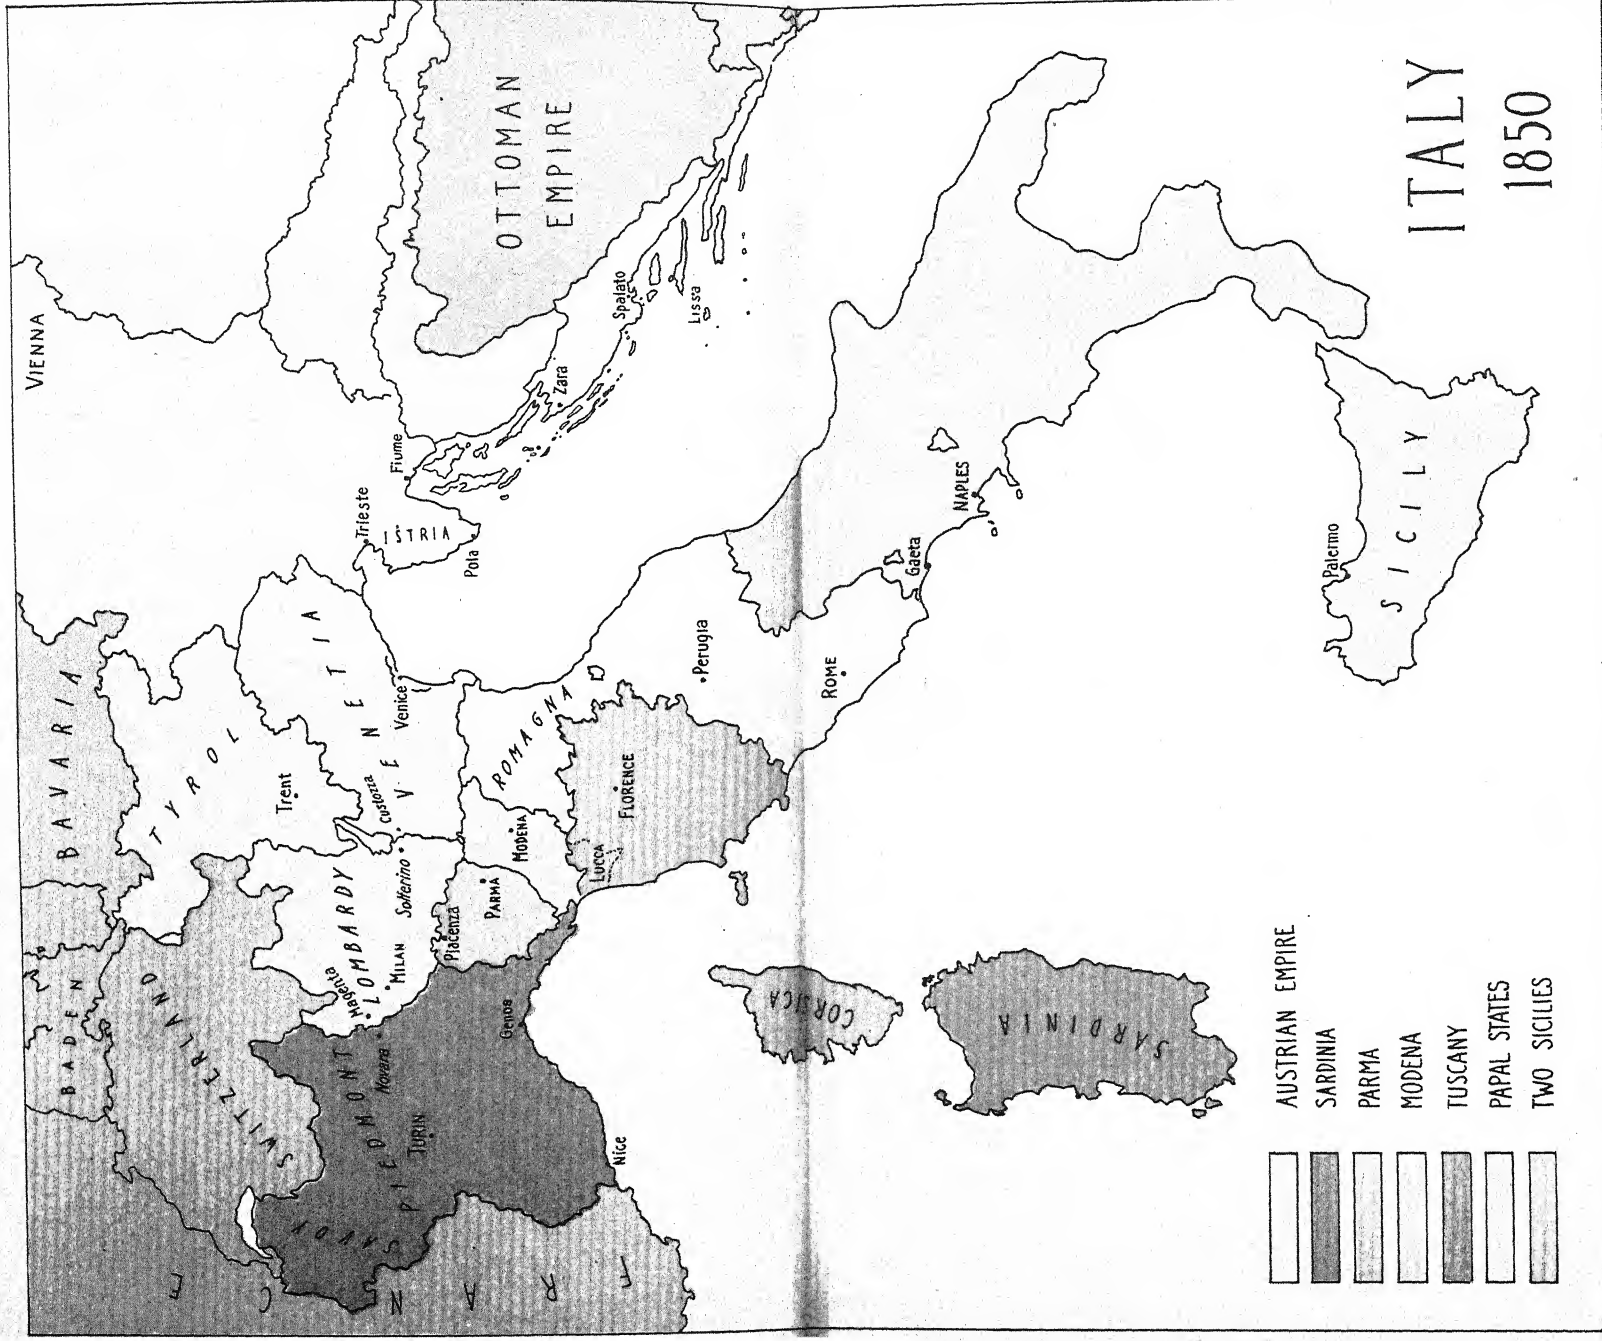 ITALY
1850
VIENNA
BAVARIA
BADEN
SWITZERLAND
TYROL
Trent
FRANCE
SAVOY
PIEDMONT
TURIN
Novara
Magenta
LOMBARDY
MILAN
Solferino
Custozza
VENETIA
Venice
Trieste
ISTRIA
Pola
Fiume
Zara
Spalato
Lissa
OTTOMAN
EMPIRE
Piacenza
PARMA
MODENA
ROMAGNA
Genoa
Nice
LUCCA
FLORENCE
Perugia
ROME
Gaeta
NAPLES
CORSICA
SARDINIA
Palermo
SICILY
AUSTRIAN EMPIRE
SARDINIA
PARMA
MODENA
TUSCANY
PAPAL STATES
TWO SICILIES